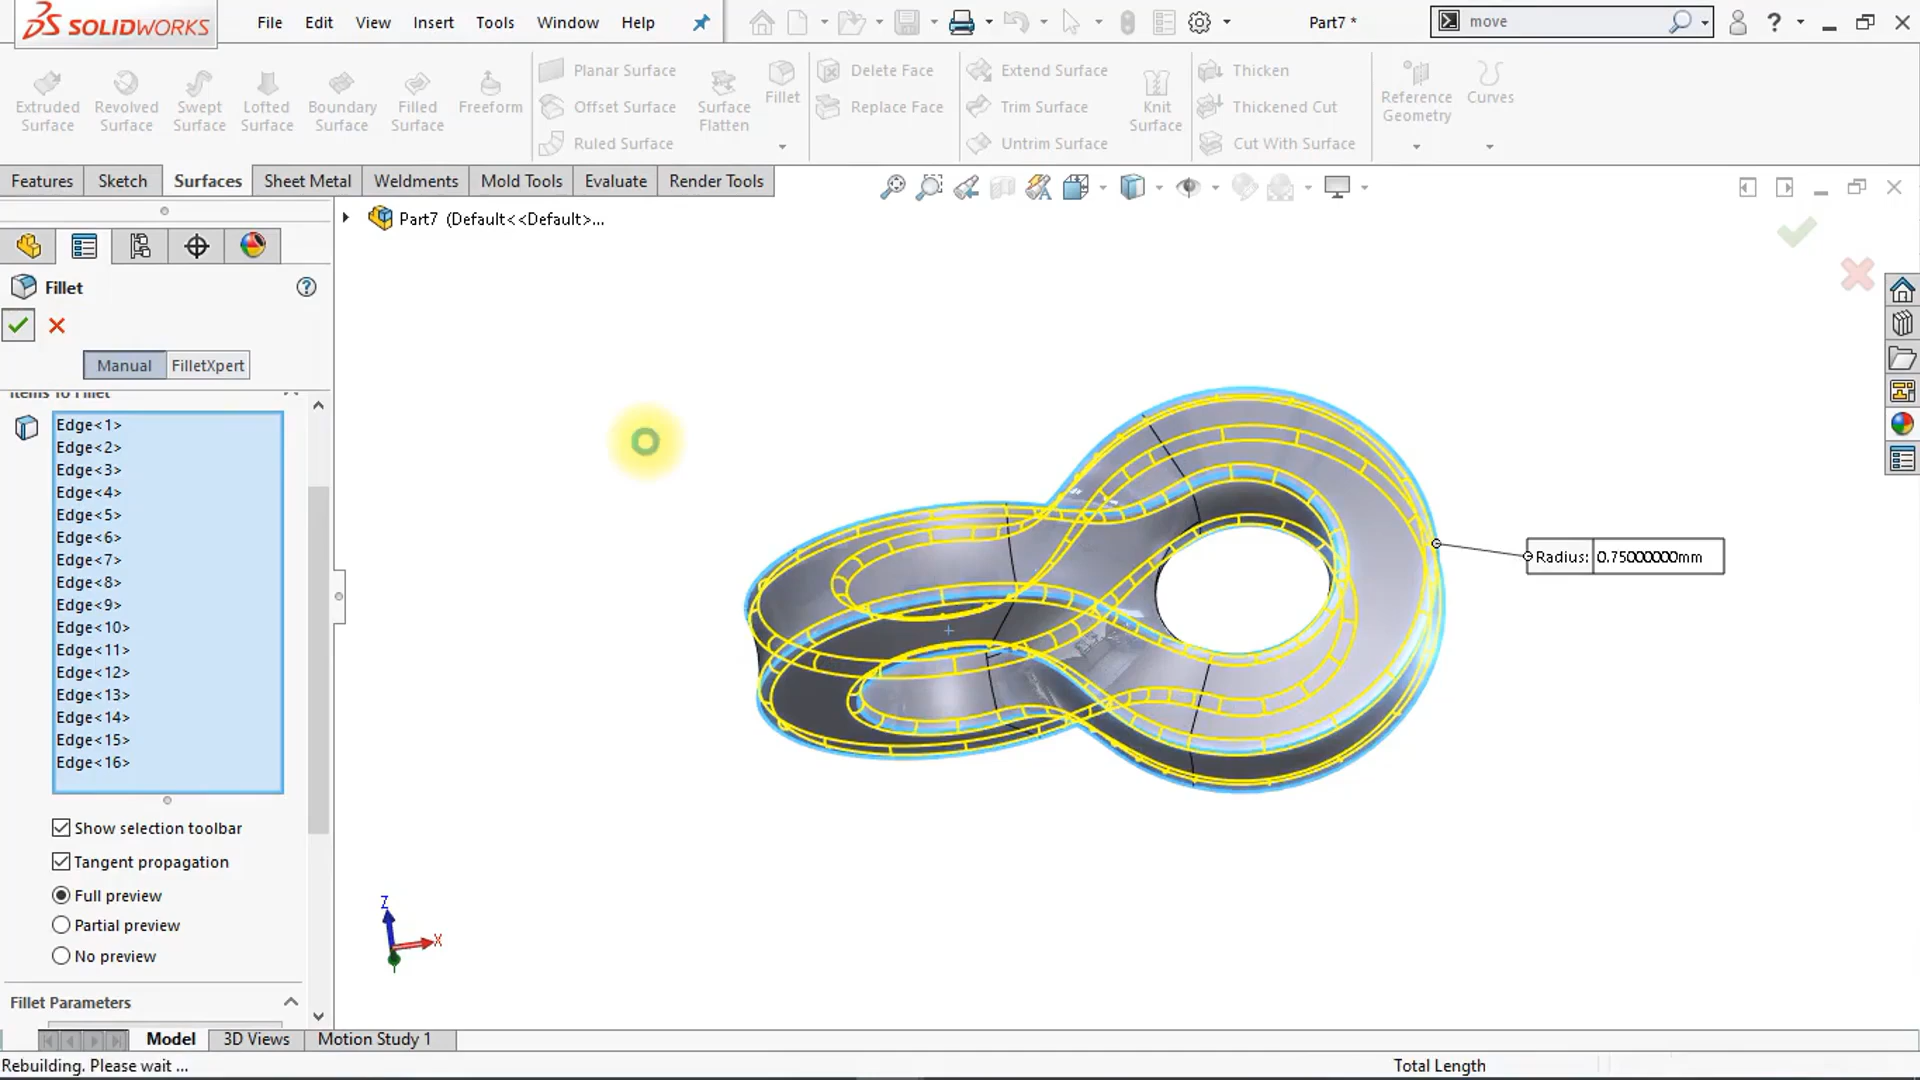 SOLIDWORKS
File Edit View Insert Tools Window Help
Part7 *
move
Extruded Surface
Revolved Surface
Swept Surface
Lofted Surface
Boundary Surface
Filled Surface
Freeform
Planar Surface
Offset Surface
Ruled Surface
Surface Flatten
Fillet
Delete Face
Replace Face
Extend Surface
Trim Surface
Untrim Surface
Knit Surface
Thicken
Thickened Cut
Cut With Surface
Reference Geometry
Curves
Features Sketch Surfaces Sheet Metal Weldments Mold Tools Evaluate Render Tools
Part7 (Default<<Default>...
Fillet
Manual FilletXpert
Items To Fillet
Edge<1>
Edge<2>
Edge<3>
Edge<4>
Edge<5>
Edge<6>
Edge<7>
Edge<8>
Edge<9>
Edge<10>
Edge<11>
Edge<12>
Edge<13>
Edge<14>
Edge<15>
Edge<16>
Show selection toolbar
Tangent propagation
Full preview
Partial preview
No preview
Fillet Parameters
Radius: 0.75000000mm
Z
X
Model 3D Views Motion Study 1
Rebuilding. Please wait ...
Total Length